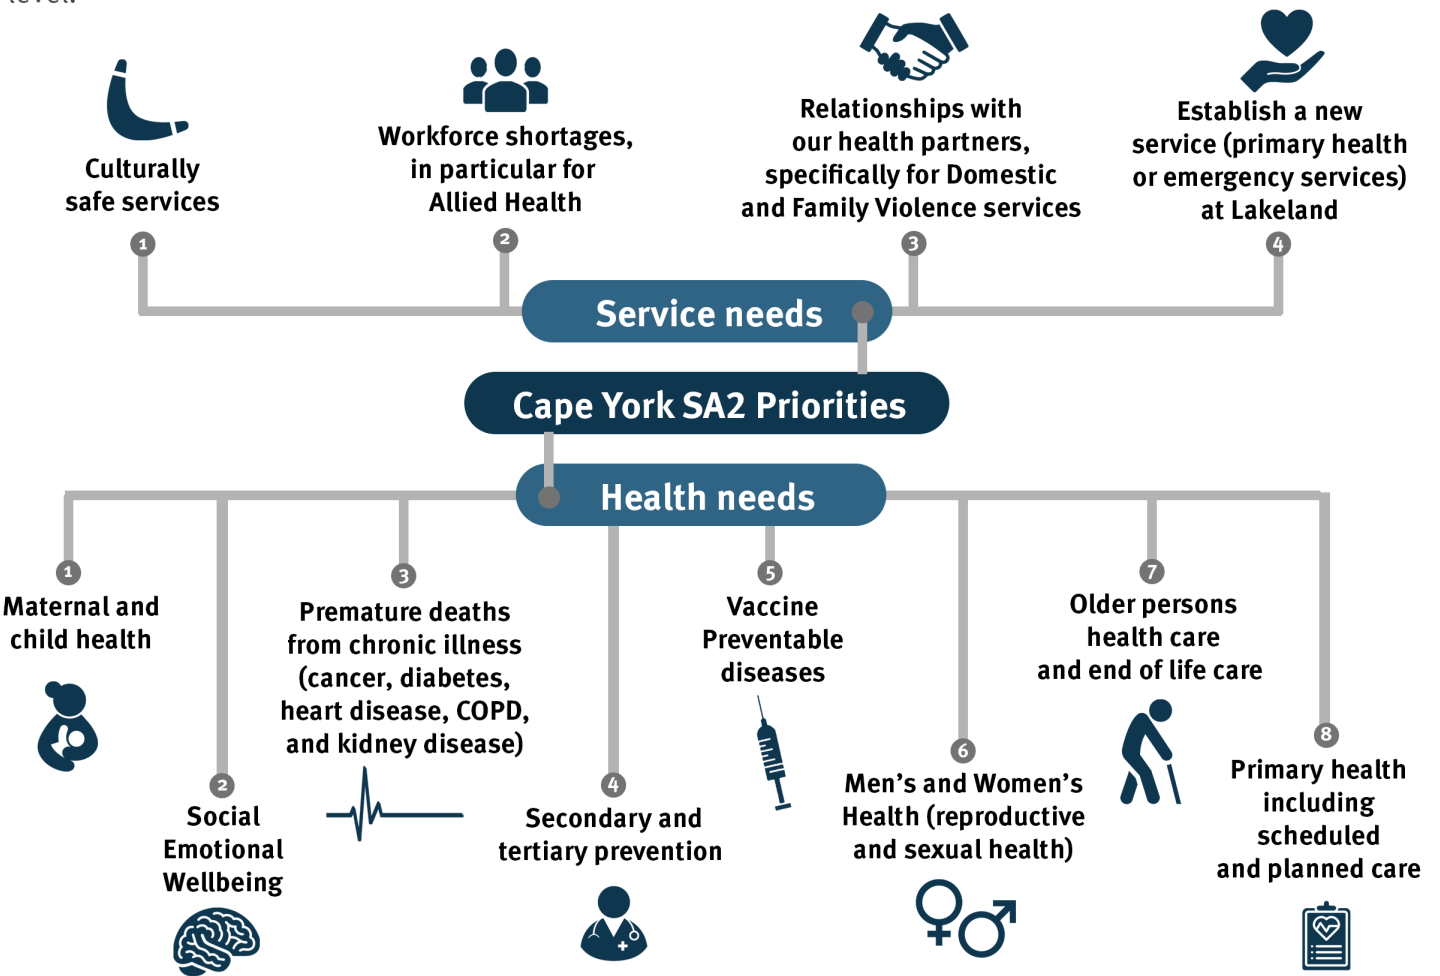 level.
Culturally
safe services
1
Workforce shortages,
in particular for
Allied Health
2
Relationships with
our health partners,
specifically for Domestic
and Family Violence services
3
Establish a new
service (primary health
or emergency services)
at Lakeland
4
Service needs
Cape York SA2 Priorities
Health needs
1
Maternal and
child health
2
Social
Emotional
Wellbeing
3
Premature deaths
from chronic illness
(cancer, diabetes,
heart disease, COPD,
and kidney disease)
4
Secondary and
tertiary prevention
5
Vaccine
Preventable
diseases
6
Men’s and Women’s
Health (reproductive
and sexual health)
7
Older persons
health care
and end of life care
8
Primary health
including
scheduled
and planned care